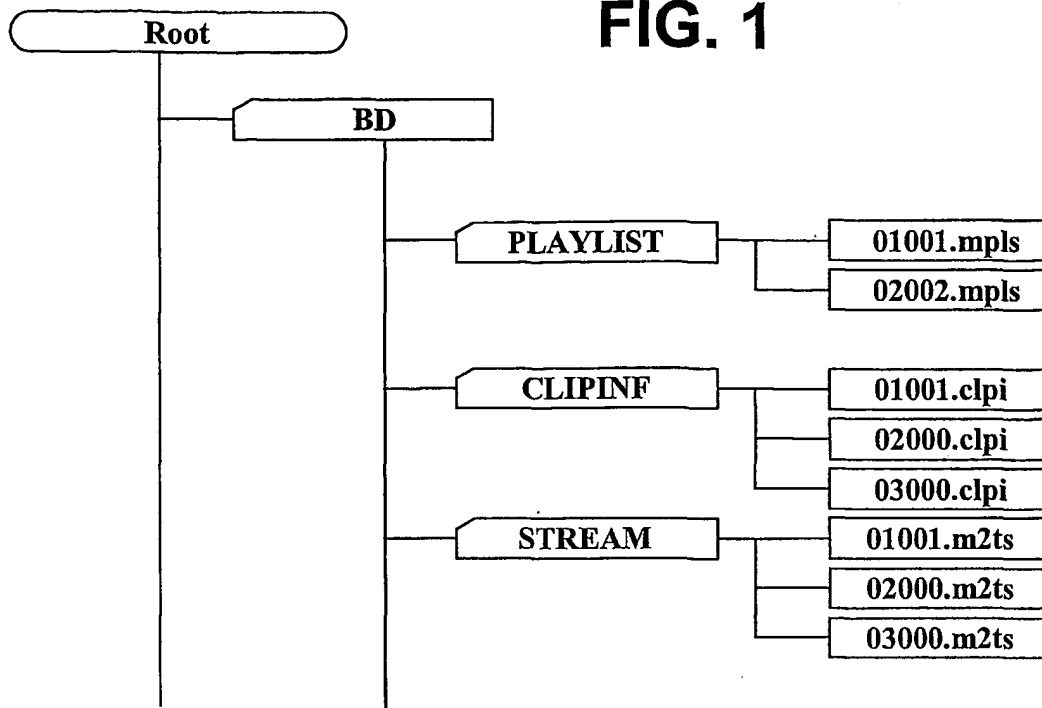 FIG. 1
Root
BD
PLAYLIST
01001.mpls
02002.mpls
CLIPINF
01001.clpi
02000.clpi
03000.clpi
STREAM
01001.m2ts
02000.m2ts
03000.m2ts